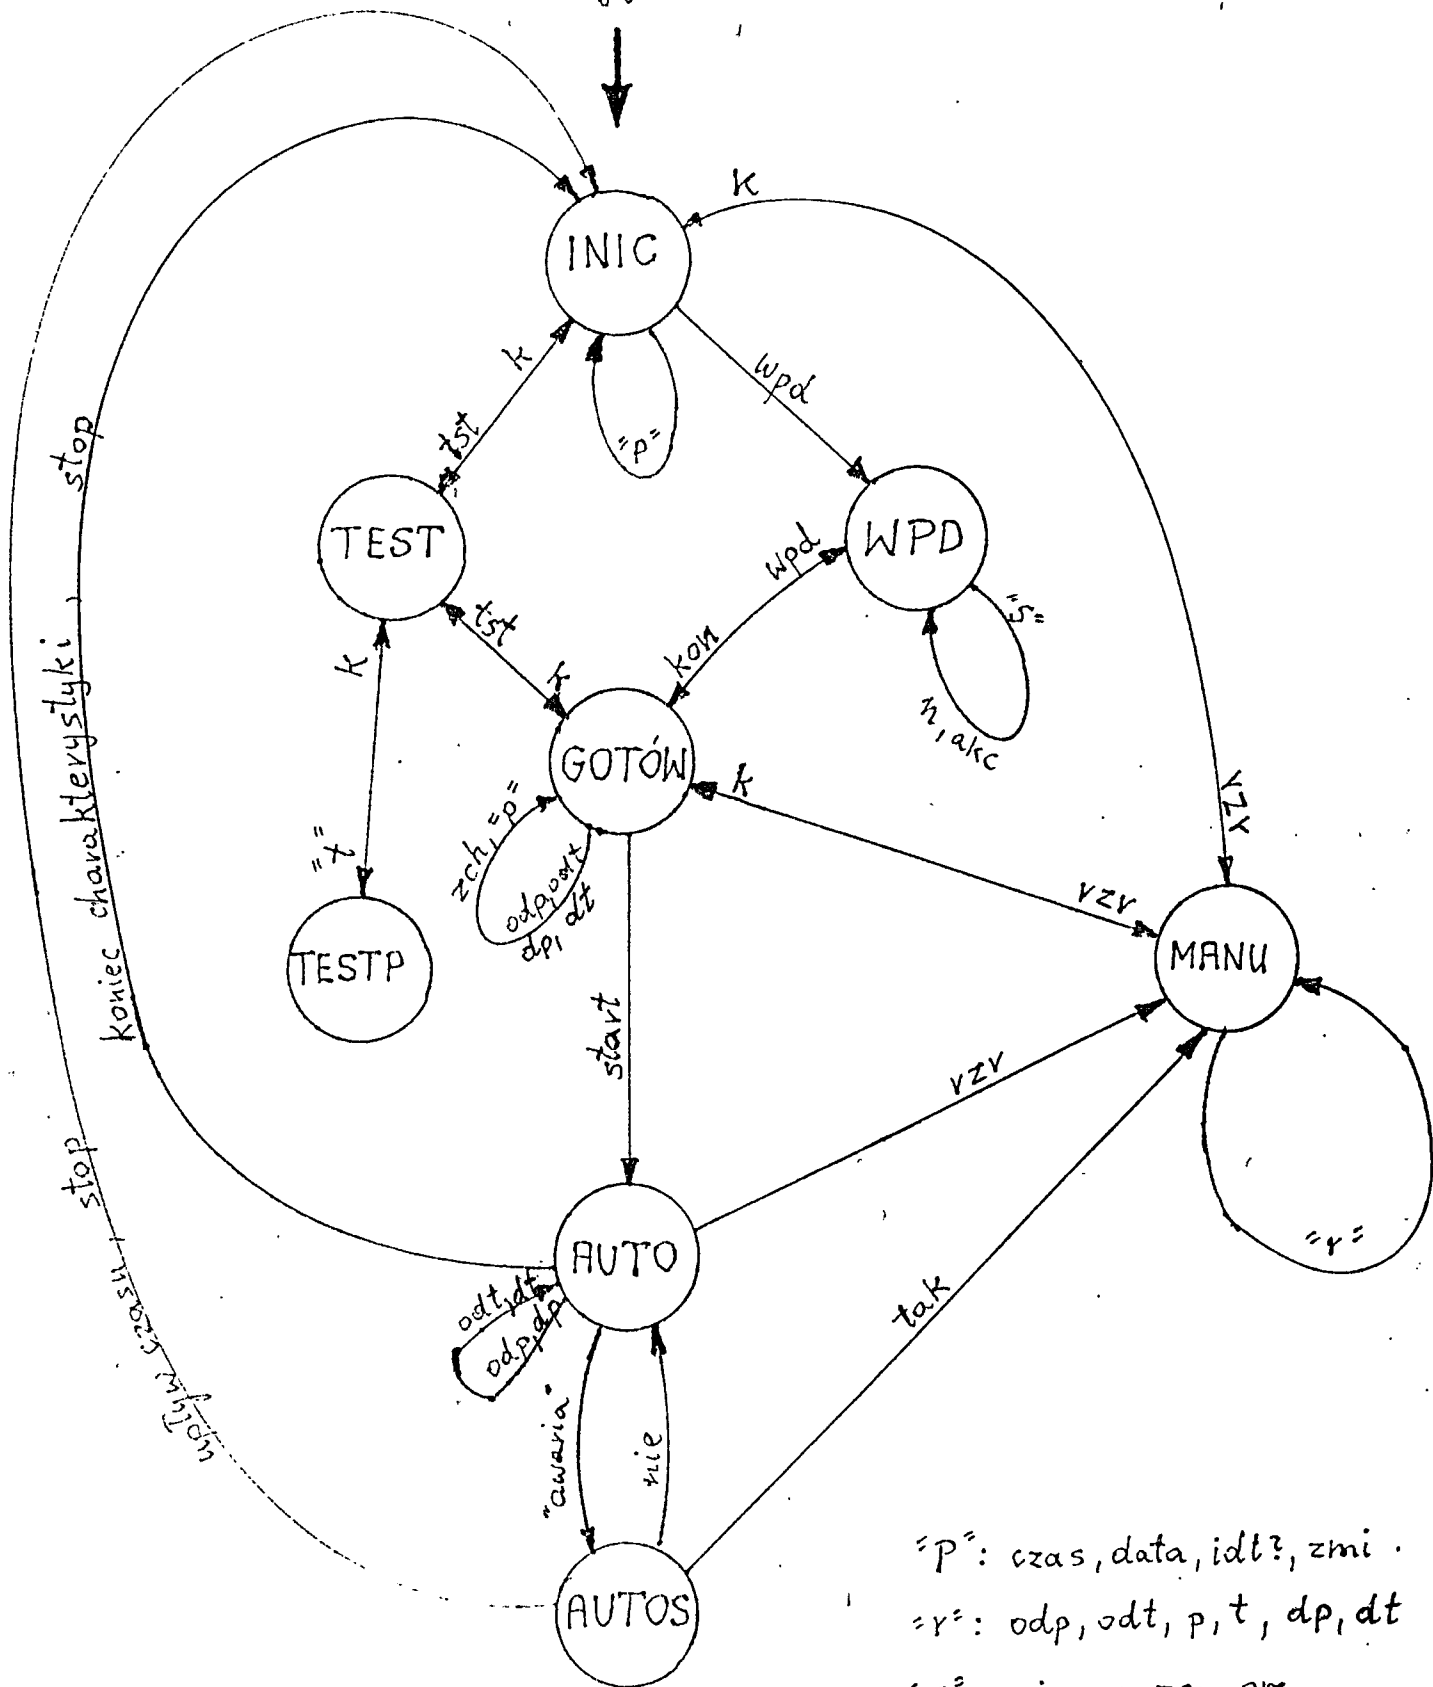 k
INIC
k
wpd
"p"
tst
stop
TEST
WPD
wpd
tst
"s"
kon
k
k
z, akc
koniec charakterystyki,
GOTÓW
k
rzr
zch, "p"
"t"
odp, odt
dp, dt
rzr
MANU
TESTP
start
rzr
stop
"r"
AUTO
tak
odt, dt
odp, dp
upływ czasu,
"awaria"
nie
"p": czas, data, idt?, zmi.
AUTOS
"r": odp, odt, p, t, dp, dt